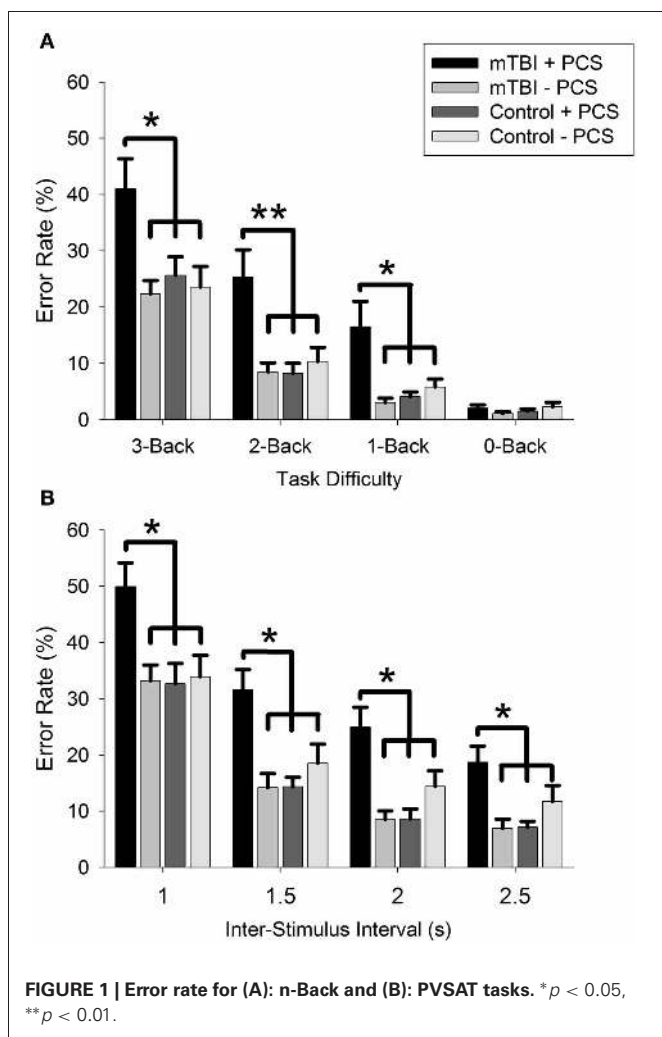 A
mTBI + PCS
mTBI - PCS
Control + PCS
Control - PCS
60
50
40
30
20
10
0
Error Rate (%)
*
**
*
3-Back 2-Back 1-Back 0-Back
Task Difficulty
B
60
50
40
30
20
10
0
Error Rate (%)
*
*
*
*
1 1.5 2 2.5
Inter-Stimulus Interval (s)
FIGURE 1 | Error rate for (A): n-Back and (B): PVSAT tasks. *p < 0.05,
**p < 0.01.